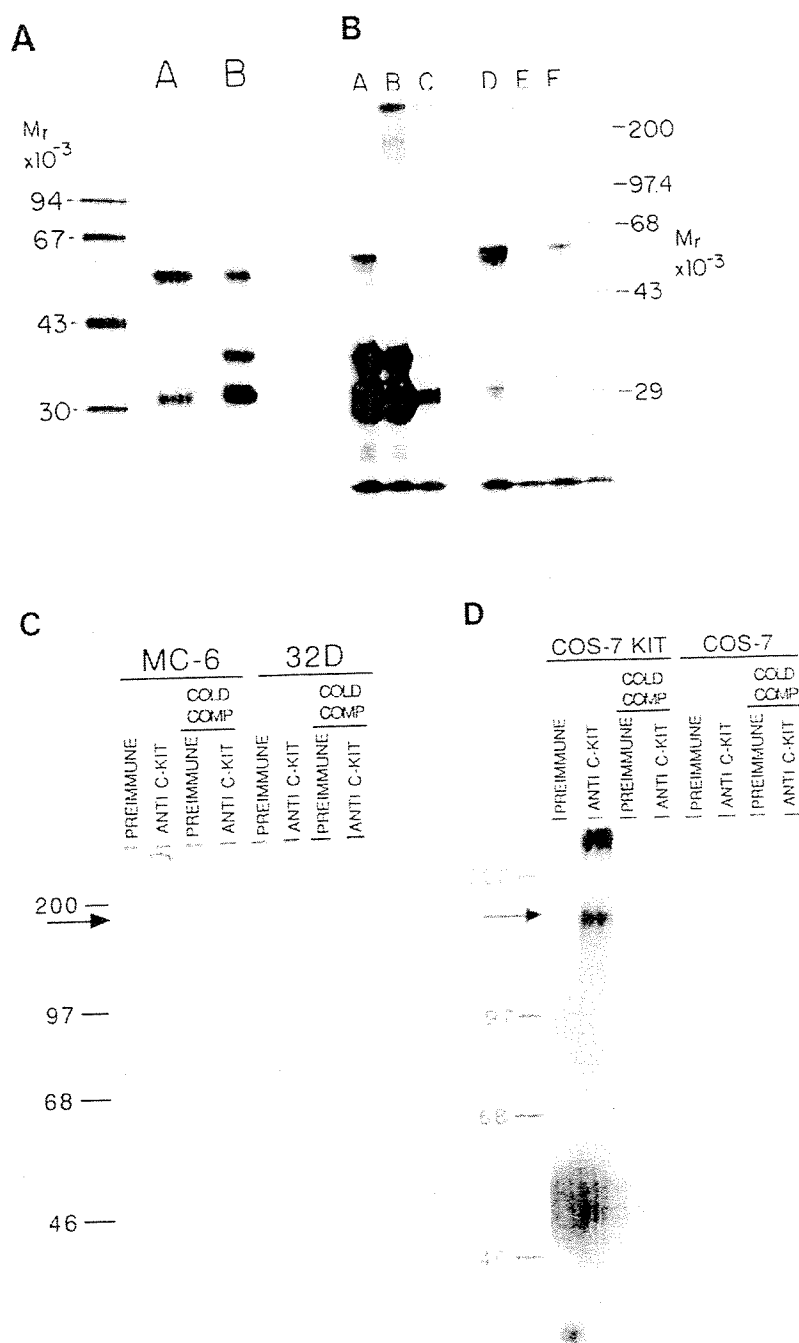 A
A B
Mr
x10-3
94-
67-
43-
30-
B
A B C D E F
-200
-97.4
-68
Mr
x10-3
-43
-29
C
MC-6 32D
COLD COMP COLD COMP
PREIMMUNE ANTI C-KIT PREIMMUNE ANTI C-KIT PREIMMUNE ANTI C-KIT PREIMMUNE ANTI C-KIT
200 —
97 —
68 —
46 —
D
COS-7 KIT COS-7
COLD COMP COLD COMP
PREIMMUNE ANTI C-KIT PREIMMUNE ANTI C-KIT PREIMMUNE ANTI C-KIT PREIMMUNE ANTI C-KIT
97 —
68 —